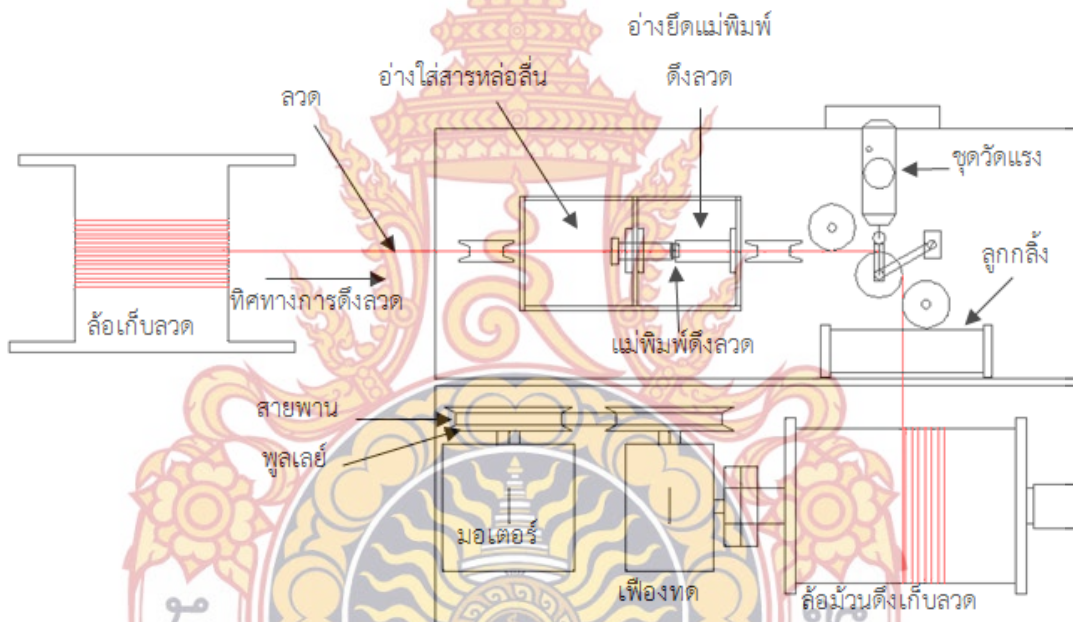 อ่างยึดแม่พิมพ์
ดึงลวด
อ่างใส่สารหล่อลื่น
ลวด
ชุดวัดแรง
ลูกกลิ้ง
ทิศทางการดึงลวด
ล้อเก็บลวด
แม่พิมพ์ดึงลวด
สายพาน
พูลเลย์
มอเตอร์
เฟืองทด
ล้อม้วนดึงเก็บลวด